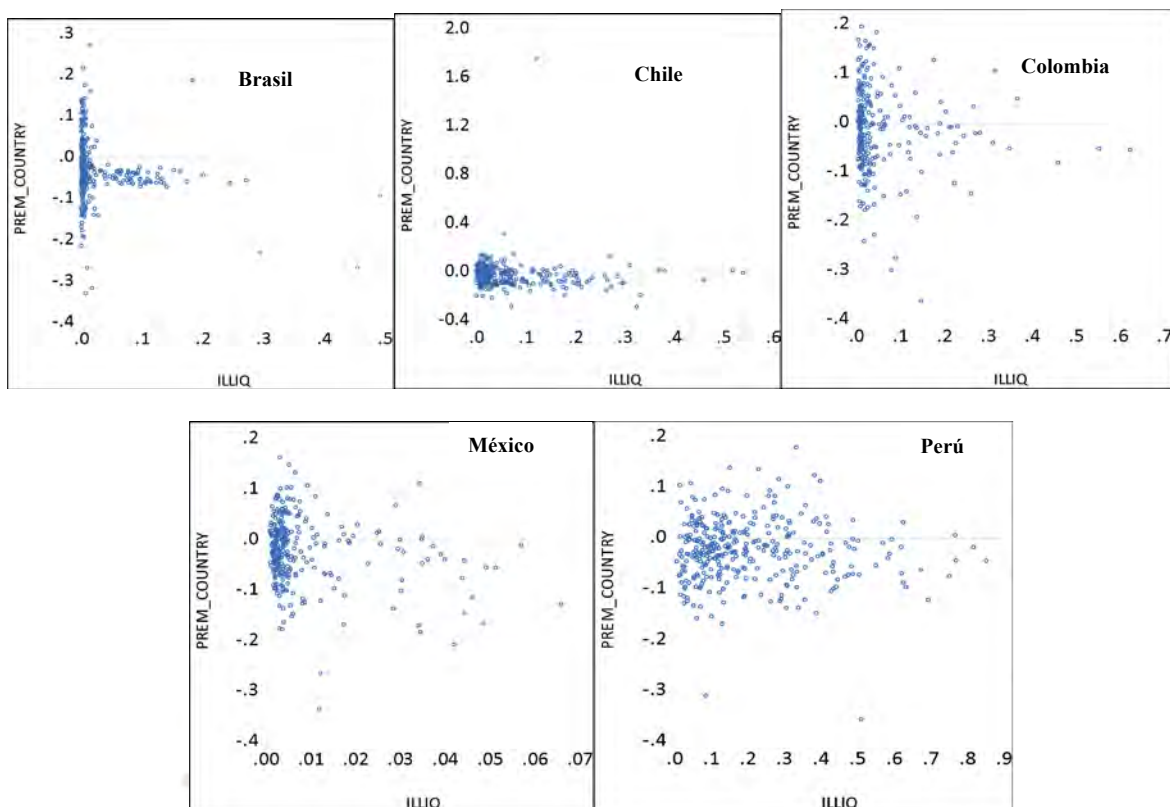 Brasil
PREM_COUNTRY
.3
.2
.1
.0
-.1
-.2
-.3
-.4
.0 .1 .2 .3 .4 .5
ILLIQ
Chile
PREM_COUNTRY
2.0
1.6
1.2
0.8
0.4
0.0
-0.4
0.0 .1 .2 .3 .4 .5 .6
ILLIQ
Colombia
PREM_COUNTRY
.2
.1
.0
-.1
-.2
-.3
-.4
.0 .1 .2 .3 .4 .5 .6 .7
ILLIQ
México
PREM_COUNTRY
.2
.1
.0
-.1
-.2
-.3
-.4
.00 .01 .02 .03 .04 .05 .06 .07
ILLIQ
Perú
PREM_COUNTRY
.2
.1
.0
-.1
-.2
-.3
-.4
.0 .1 .2 .3 .4 .5 .6 .7 .8 .9
ILLIQ